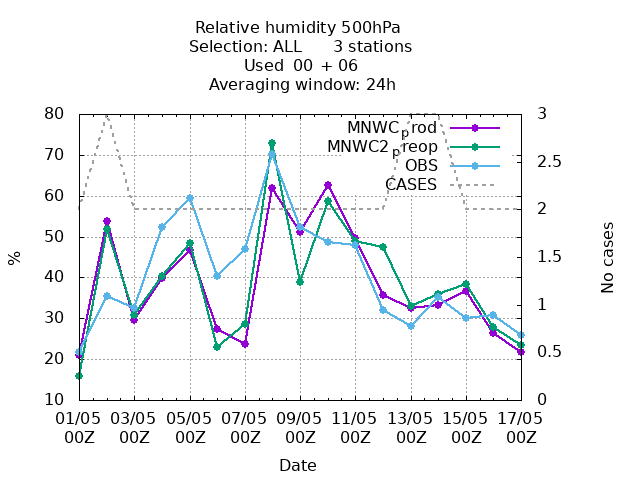 Relative humidity 500hPa
Selection: ALL 3 stations
Used 00 + 06
Averaging window: 24h
80
70
60
50
40
30
20
10
%
3
2.5
2
1.5
1
0.5
0
No cases
MNWC_prod
MNWC2_preop
OBS
CASES
01/05 03/05 05/05 07/05 09/05 11/05 13/05 15/05 17/05
00Z 00Z 00Z 00Z 00Z 00Z 00Z 00Z 00Z
Date